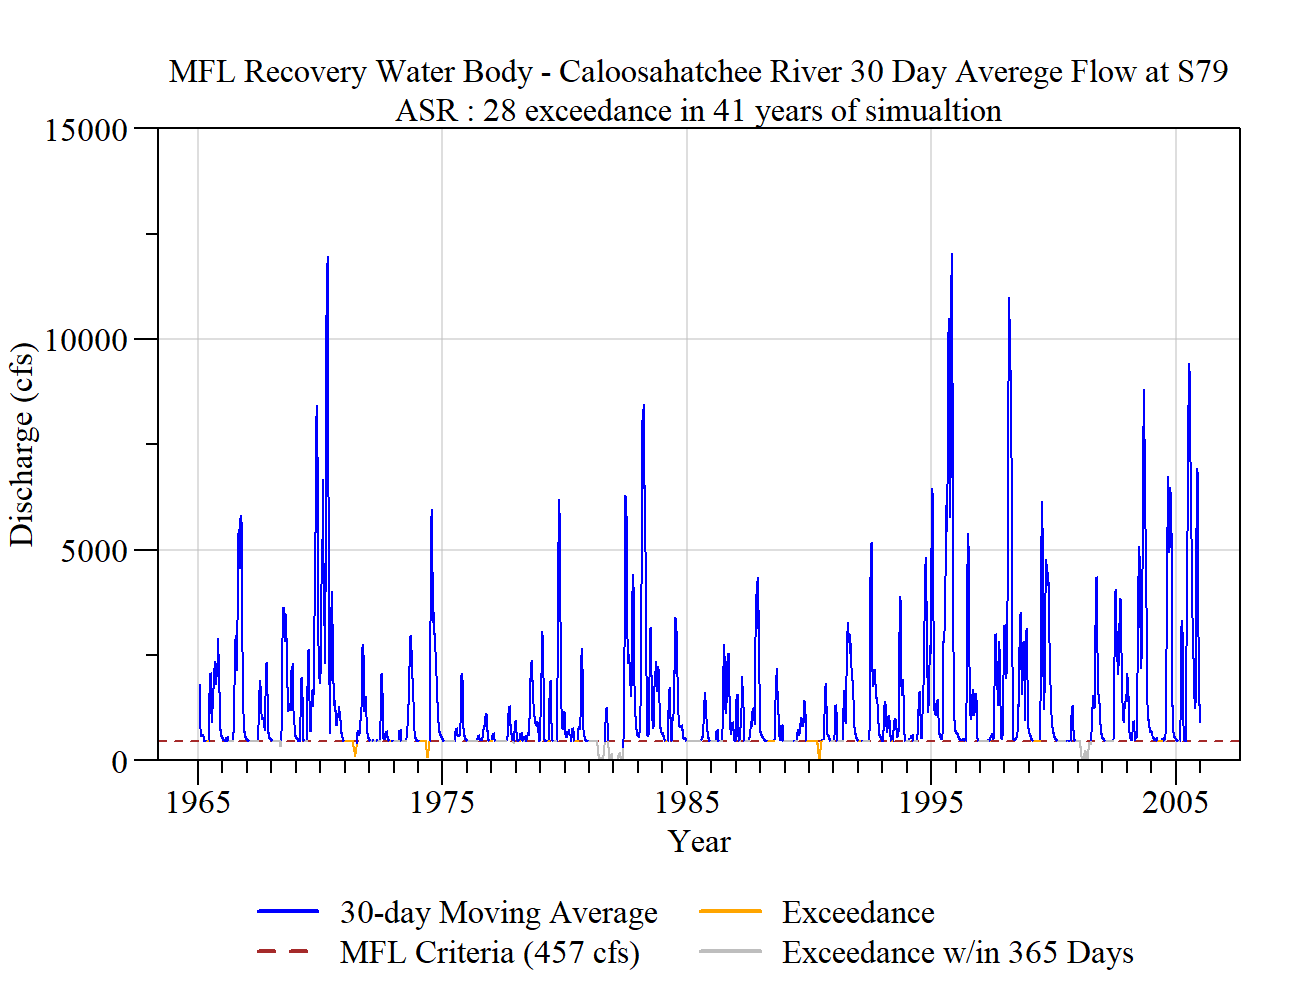 MFL Recovery Water Body - Caloosahatchee River 30 Day Averege Flow at S79
ASR : 28 exceedance in 41 years of simualtion
15000
10000
5000
0
Discharge (cfs)
1965 1975 1985 1995 2005
Year
30-day Moving Average
Exceedance
MFL Criteria (457 cfs)
Exceedance w/in 365 Days